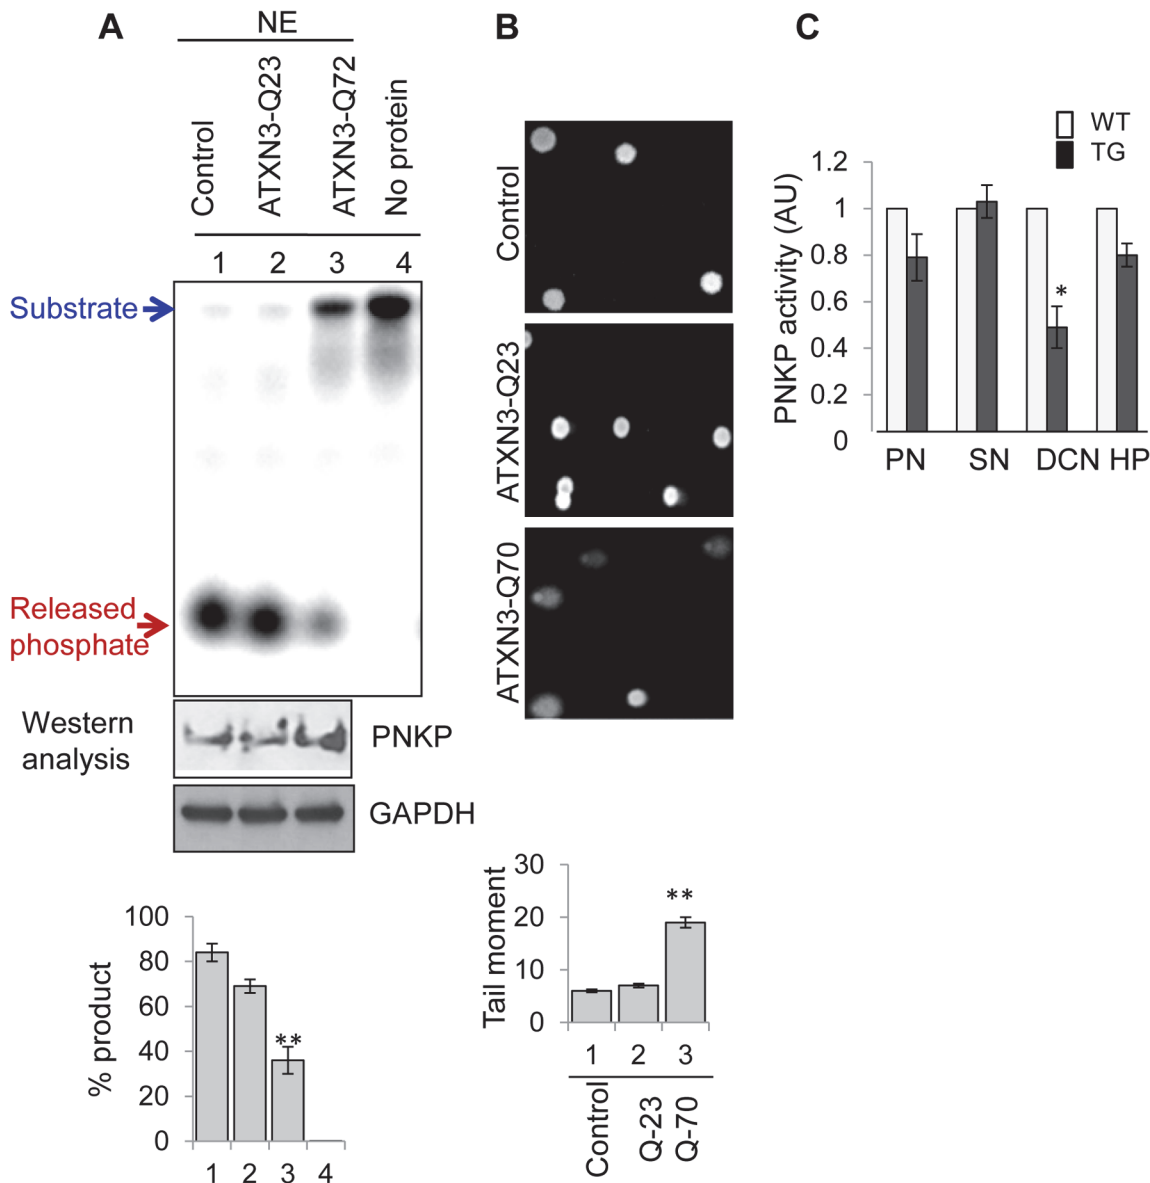 A
NE
Control
ATXN3-Q23
ATXN3-Q72
No protein
1 2 3 4
Substrate
Released
phosphate
Western
analysis
PNKP
GAPDH
% product
100
80
60
40
20
0
**
1 2 3 4
B
Control
ATXN3-Q23
ATXN3-Q70
Tail moment
30
20
10
0
**
1 2 3
Control
Q-23
Q-70
C
WT
TG
PNKP activity (AU)
1.2
1
0.8
0.6
0.4
0.2
0
*
PN SN DCN HP